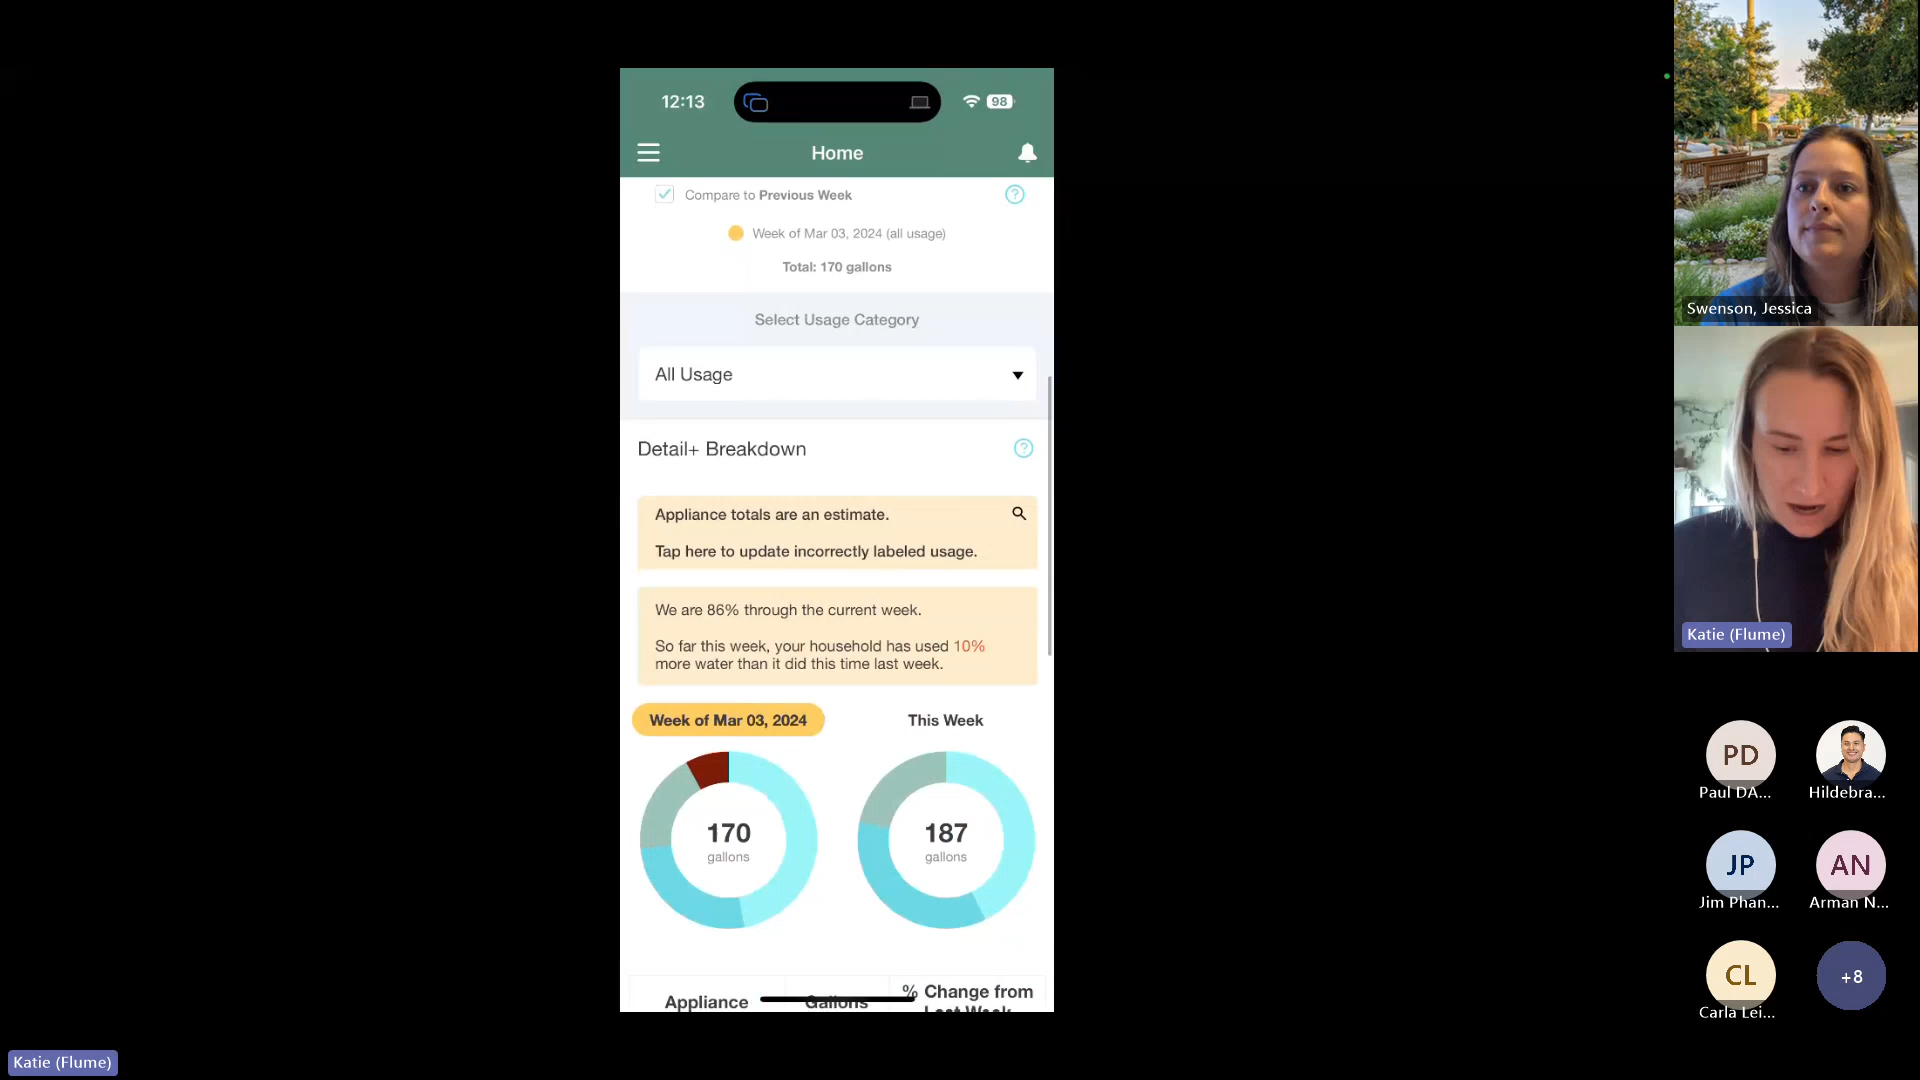 12:13
98
Home
Compare to Previous Week
?
Week of Mar 03, 2024 (all usage)
Total: 170 gallons
Select Usage Category
All Usage
Detail+ Breakdown
?
Appliance totals are an estimate.
Tap here to update incorrectly labeled usage.
We are 86% through the current week.
So far this week, your household has used 10%
more water than it did this time last week.
Week of Mar 03, 2024
This Week
170
gallons
187
gallons
Appliance
Gallons
% Change from
Last Week
Swenson, Jessica
Katie (Flume)
PD
Paul DA...
Hildebra...
JP
Jim Phan...
AN
Arman N...
CL
Carla Lei...
+8
Katie (Flume)